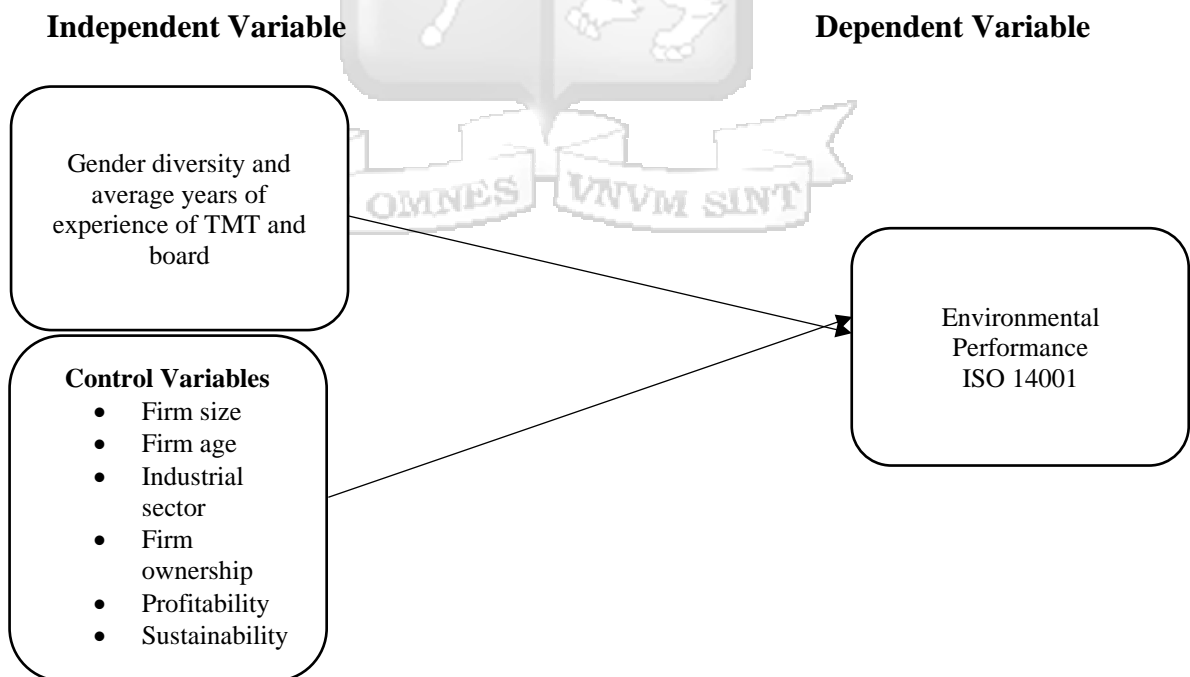 Independent Variable
Dependent Variable
OMNES VNVM SINT
Gender diversity and
average years of
experience of TMT and
board
Environmental
Performance
ISO 14001
Control Variables
• Firm size
• Firm age
• Industrial
sector
• Firm
ownership
• Profitability
• Sustainability